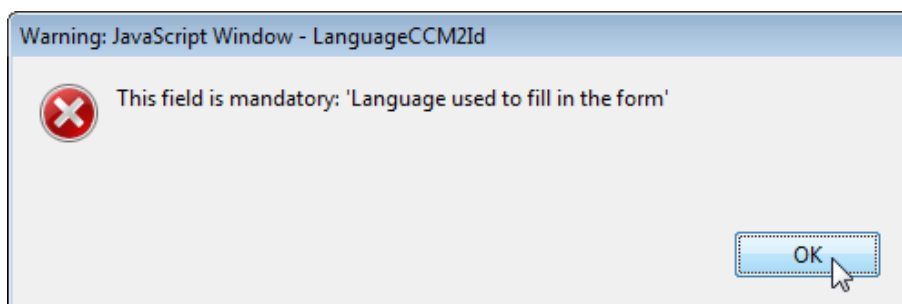 Warning: JavaScript Window - LanguageCCM2Id
This field is mandatory: 'Language used to fill in the form'
OK